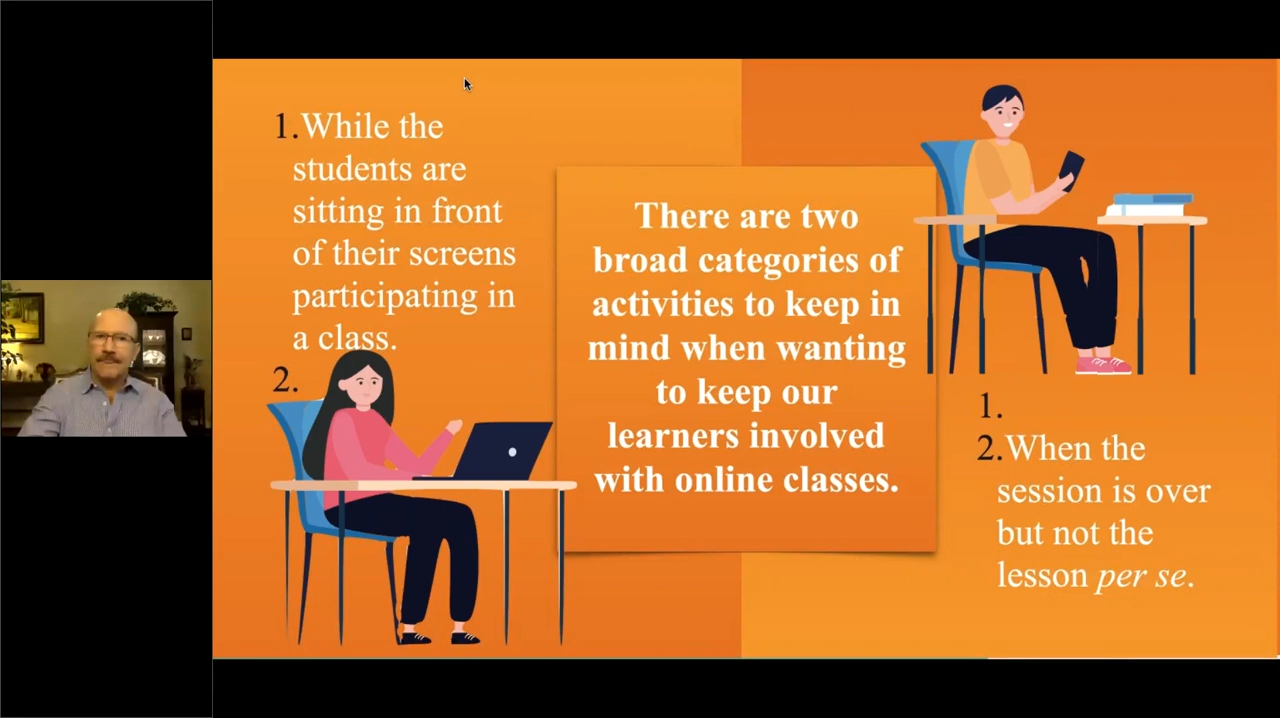 1.While the
students are
sitting in front
of their screens
participating in
a class.
2.
There are two
broad categories of
activities to keep in
mind when wanting
to keep our
learners involved
with online classes.
1.
2.When the
session is over
but not the
lesson per se.